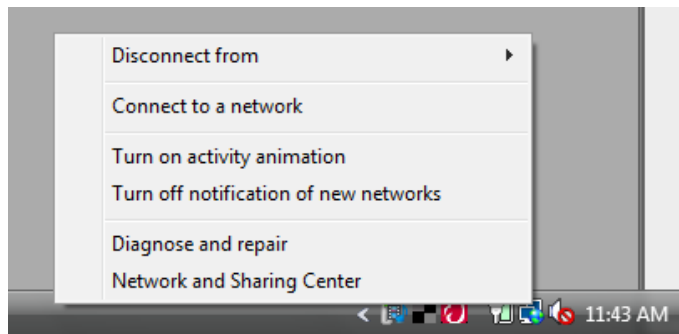 Disconnect from
Connect to a network
Turn on activity animation
Turn off notification of new networks
Diagnose and repair
Network and Sharing Center
11:43 AM